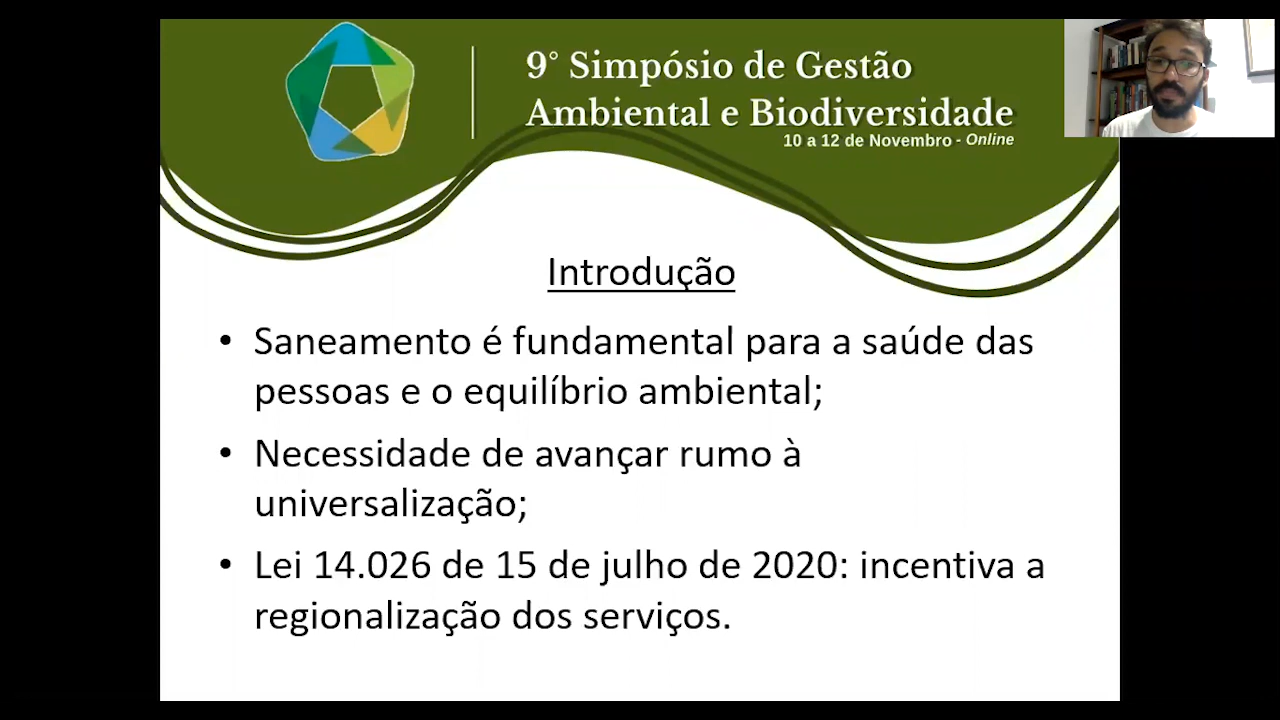 9° Simpósio de Gestão
Ambiental e Biodiversidade
10 a 12 de Novembro - Online
Introdução
• Saneamento é fundamental para a saúde das
pessoas e o equilíbrio ambiental;
• Necessidade de avançar rumo à
universalização;
• Lei 14.026 de 15 de julho de 2020: incentiva a
regionalização dos serviços.